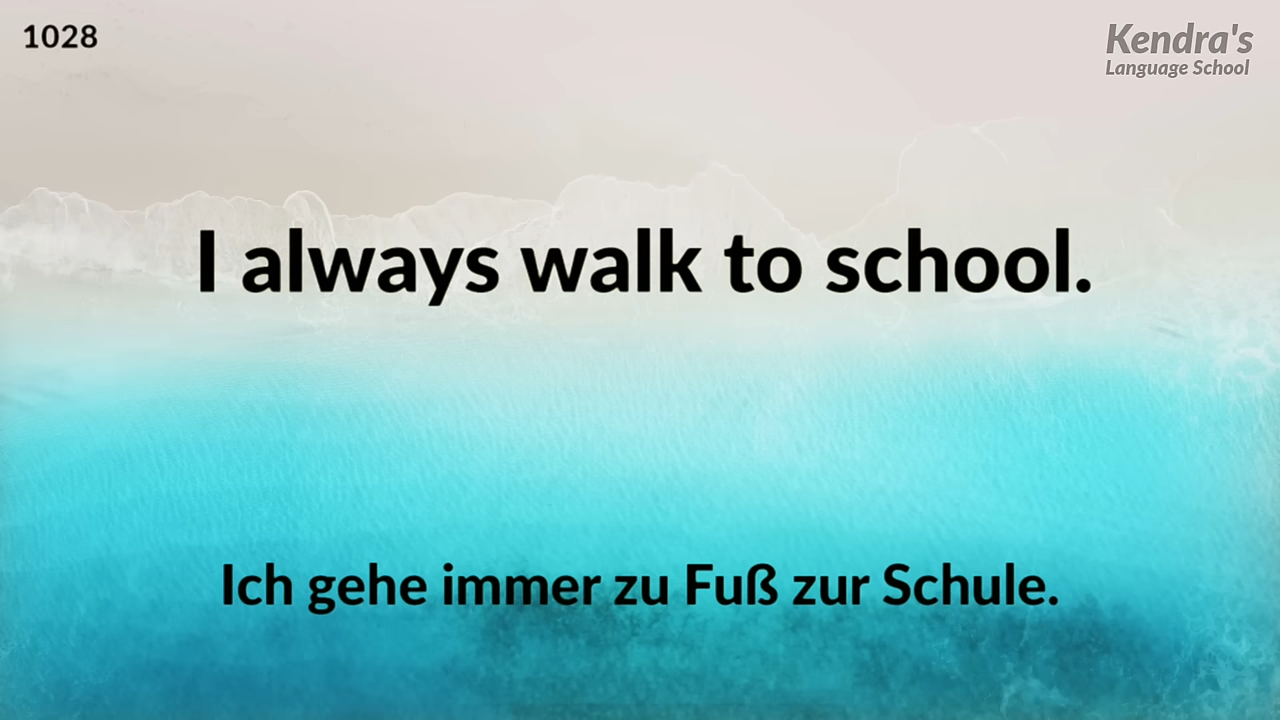 1028
Kendra's
Language School
I always walk to school.
Ich gehe immer zu Fuß zur Schule.